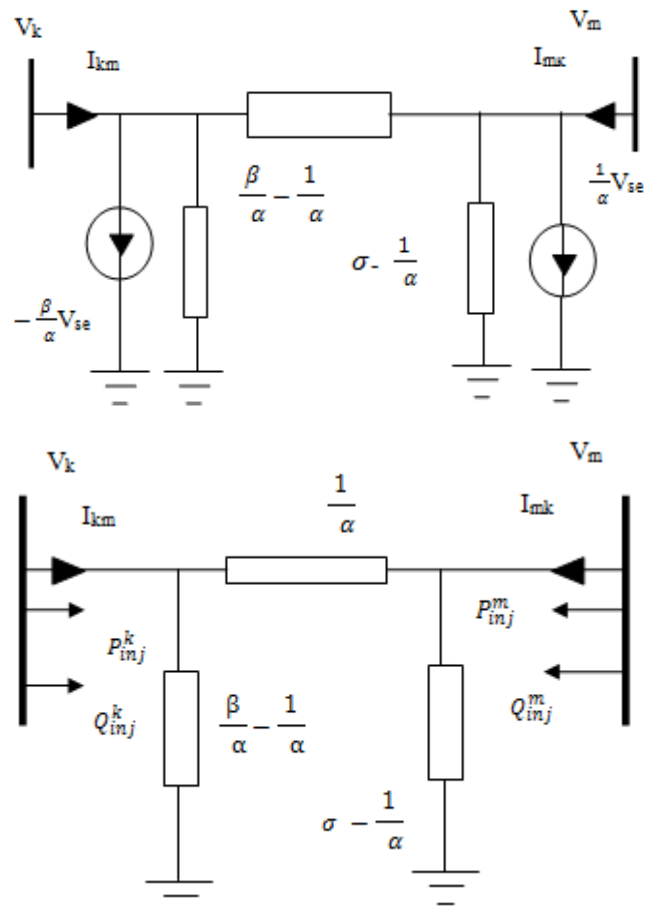 Vk Vm
Ikm Imκ
β/α − 1/α
1/α Vse
σ- 1/α
− β/α Vse
Vk Vm
1/α
Ikm Imk
P^k_inj P^m_inj
Q^k_inj β/α − 1/α Q^m_inj
σ − 1/α